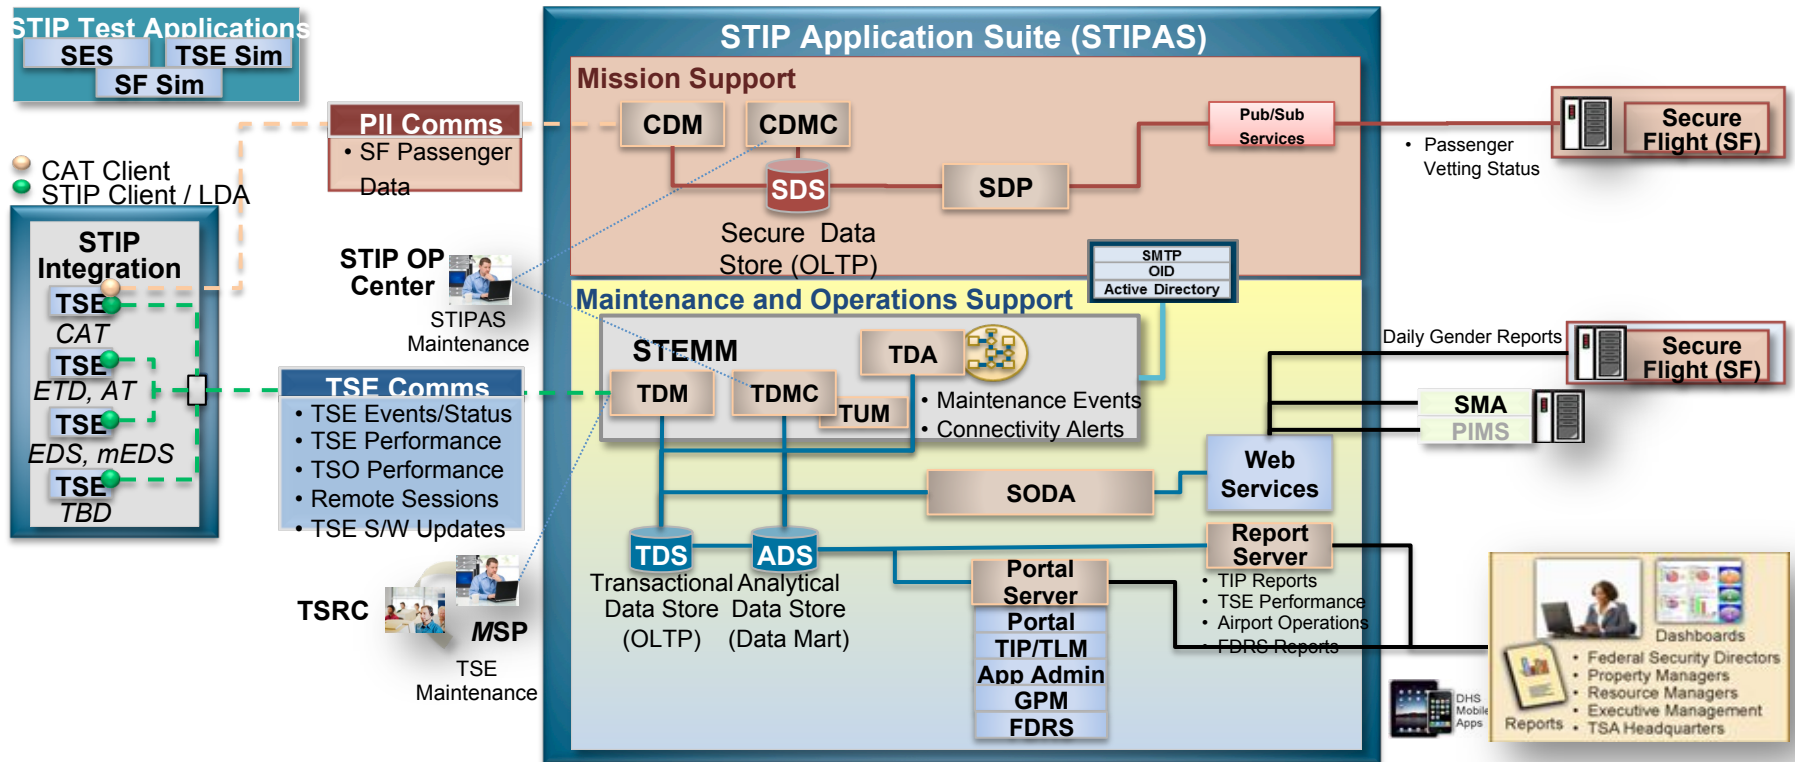 STIP Test Applications
SES
TSE Sim
SF Sim
CAT Client
STIP Client / LDA
STIP
Integration
TSE
CAT
TSE
ETD, AT
TSE
EDS, mEDS
TSE
TBD
PII Comms
• SF Passenger
Data
STIP OP
Center
STIPAS
Maintenance
TSE Comms
• TSE Events/Status
• TSE Performance
• TSO Performance
• Remote Sessions
• TSE S/W Updates
TSRC
MSP
TSE
Maintenance
STIP Application Suite (STIPAS)
Mission Support
CDM
CDMC
SDS
Secure Data
Store (OLTP)
SDP
Pub/Sub
Services
SMTP
OID
Active Directory
Maintenance and Operations Support
STEMM
TDA
TDM
TDMC
TUM
• Maintenance Events
• Connectivity Alerts
SODA
Web
Services
TDS
Transactional
Data Store
(OLTP)
ADS
Analytical
Data Store
(Data Mart)
Report
Server
• TIP Reports
• TSE Performance
• Airport Operations
• FDRS Reports
Portal
Server
Portal
TIP/TLM
App Admin
GPM
FDRS
• Passenger
Vetting Status
Secure
Flight (SF)
Daily Gender Reports
Secure
Flight (SF)
SMA
PIMS
DHS
Mobile
Apps
Dashboards
Reports
• Federal Security Directors
• Property Managers
• Resource Managers
• Executive Management
• TSA Headquarters